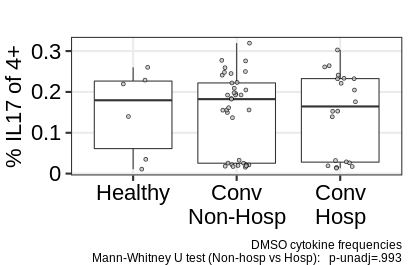 % IL17 of 4+
0.3
0.2
0.1
0
Healthy
Conv
Non-Hosp
Conv
Hosp
DMSO cytokine frequencies
Mann-Whitney U test (Non-hosp vs Hosp): p-unadj=.993